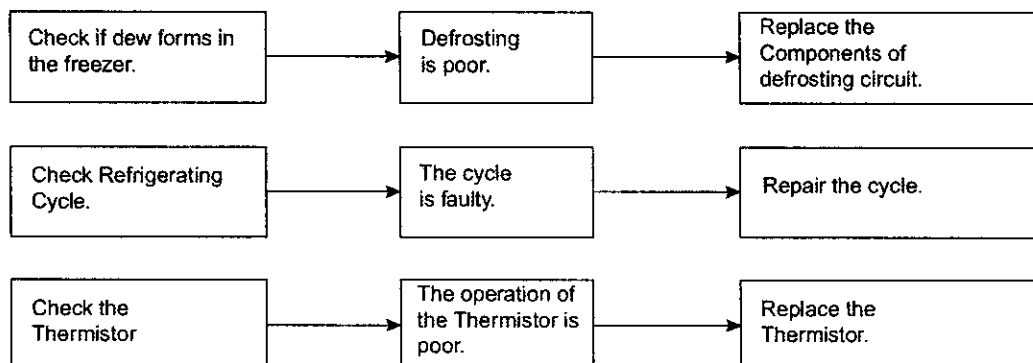 Check if dew forms in
the freezer.
Defrosting
is poor.
Replace the
Components of
defrosting circuit.
Check Refrigerating
Cycle.
The cycle
is faulty.
Repair the cycle.
Check the
Thermistor
The operation of
the Thermistor is
poor.
Replace the
Thermistor.